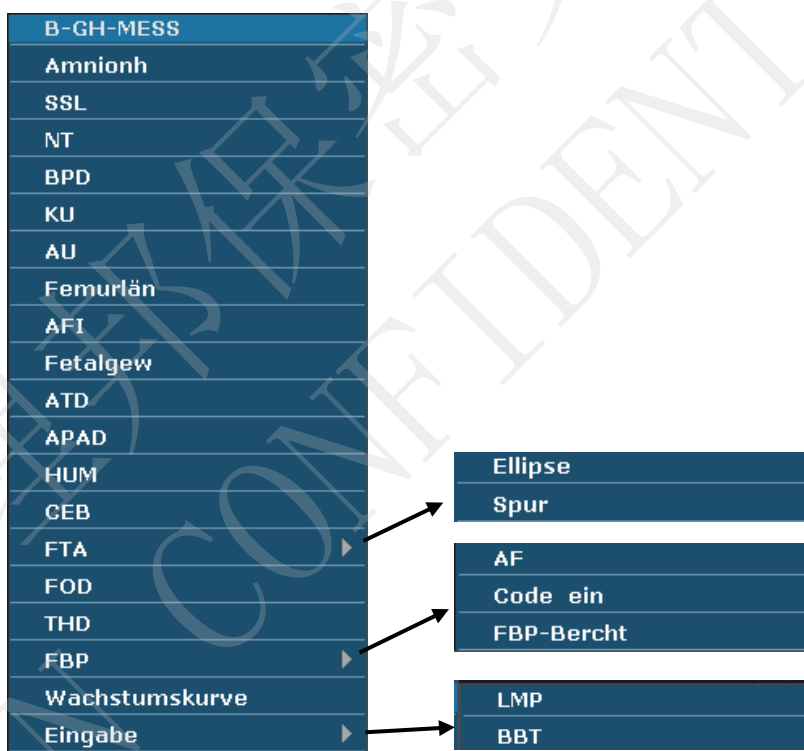 B-GH-MESS
Amnionh
SSL
NT
BPD
KU
AU
Femurlän
AFI
Fetalgew
ATD
APAD
HUM
CEB
FTA
FOD
THD
FBP
Wachstumskurve
Eingabe
Ellipse
Spur
AF
Code ein
FBP-Bercht
LMP
BBT